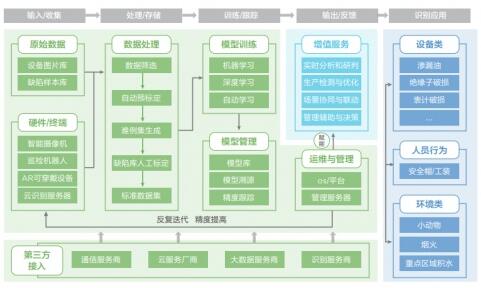 输入/收集
处理/存储
训练/跟踪
输出/反馈
识别应用
原始数据
设备图片库
缺陷样本库
硬件/终端
智能摄像机
巡检机器人
AR可穿戴设备
云识别服务器
数据处理
数据筛选
自动预标定
难例集生成
缺陷库人工标定
标准数据集
模型训练
机器学习
深度学习
自动学习
模型管理
模型库
模型溯源
精度跟踪
增值服务
实时分析和研判
生产检测与优化
场景协同与联动
管理辅助与决策
赋能
运维与管理
os/平台
管理服务器
反复迭代 精度提高
第三方
接入
通信服务商
云服务厂商
大数据服务商
识别服务商
设备类
渗漏油
绝缘子破损
表计破损
...
人员行为
安全帽/工装
环境类
小动物
烟火
重点区域积水